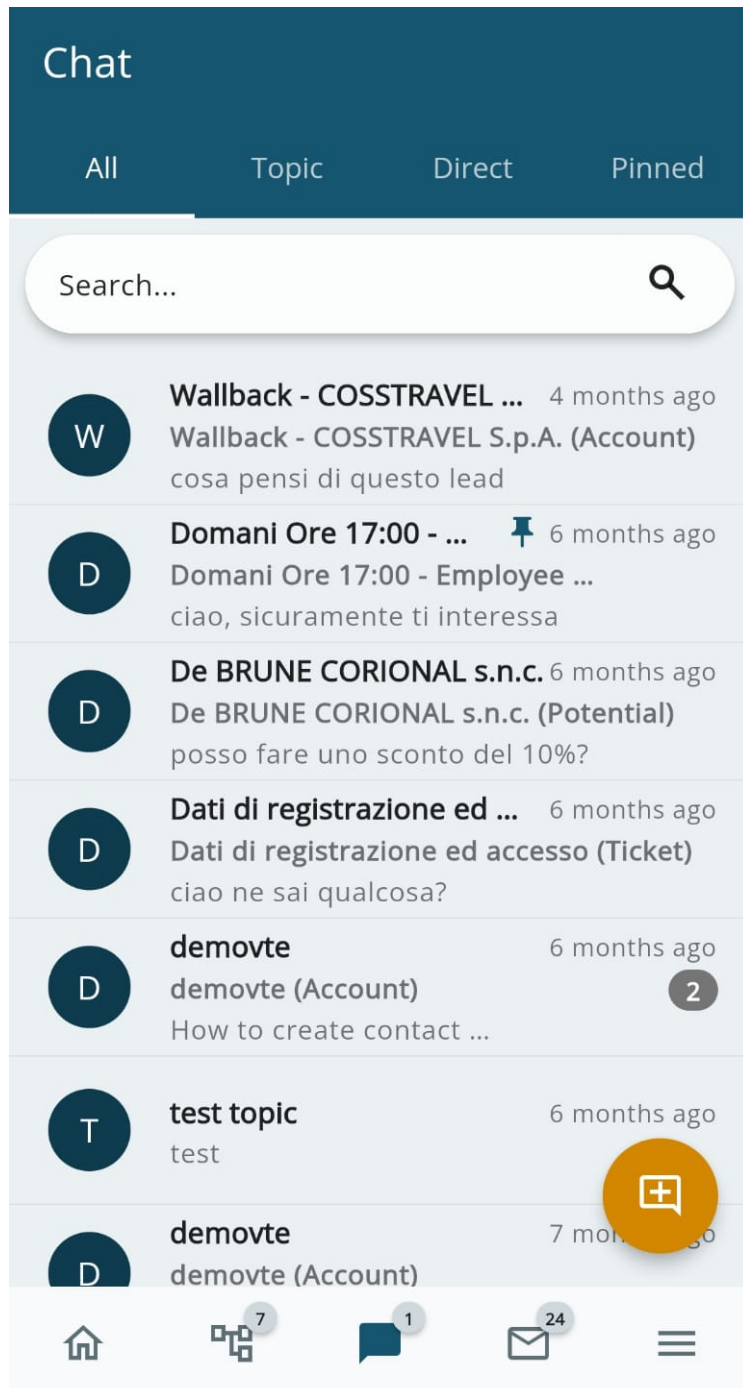 Chat
All Topic Direct Pinned
Search...
W
Wallback - COSSTRAVEL ... 4 months ago
Wallback - COSSTRAVEL S.p.A. (Account)
cosa pensi di questo lead
D
Domani Ore 17:00 - ... 6 months ago
Domani Ore 17:00 - Employee ...
ciao, sicuramente ti interessa
D
De BRUNE CORIONAL s.n.c. 6 months ago
De BRUNE CORIONAL s.n.c. (Potential)
posso fare uno sconto del 10%?
D
Dati di registrazione ed ... 6 months ago
Dati di registrazione ed accesso (Ticket)
ciao ne sai qualcosa?
D
demovte 6 months ago
demovte (Account) 2
How to create contact ...
T
test topic 6 months ago
test
D
demovte 7
demovte (Account)
7 1 24